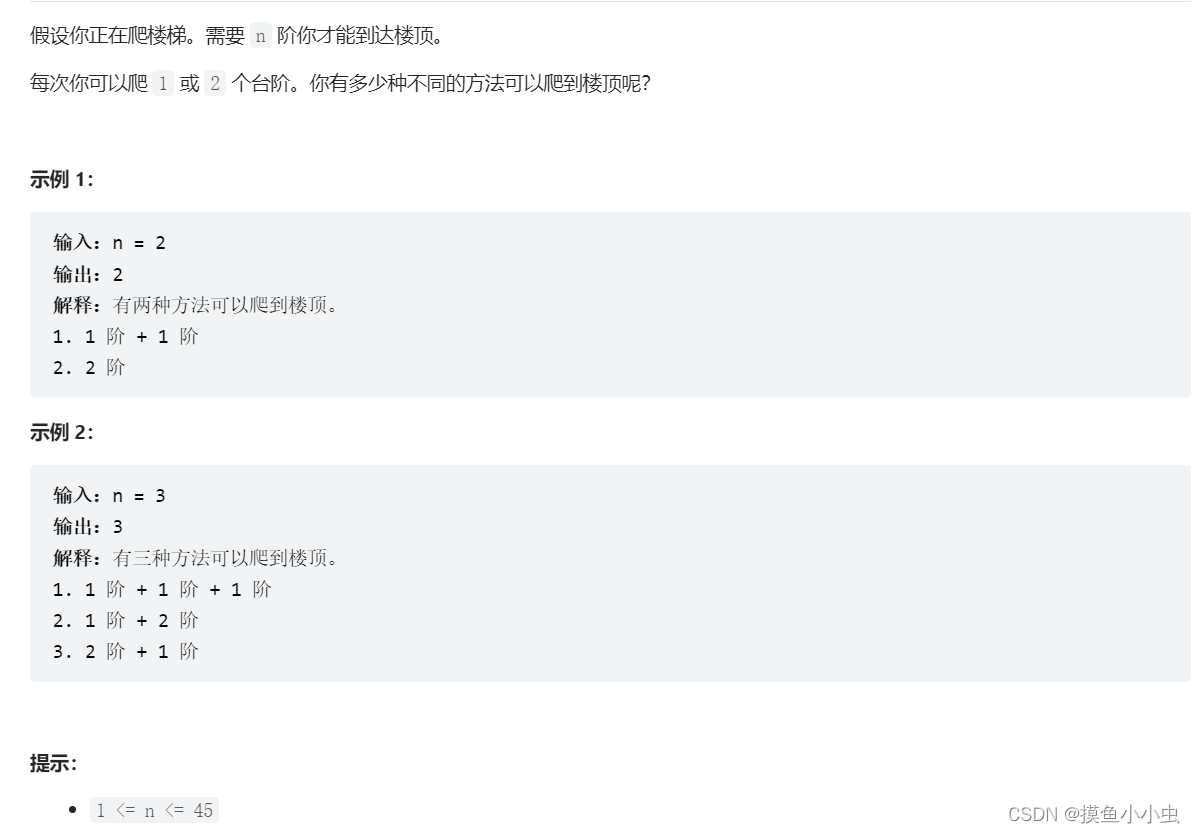 假设你正在爬楼梯。需要 n 阶你才能到达楼顶。
每次你可以爬 1 或 2 个台阶。你有多少种不同的方法可以爬到楼顶呢？
示例 1：
输入：n = 2
输出：2
解释：有两种方法可以爬到楼顶。
1. 1 阶 + 1 阶
2. 2 阶
示例 2：
输入：n = 3
输出：3
解释：有三种方法可以爬到楼顶。
1. 1 阶 + 1 阶 + 1 阶
2. 1 阶 + 2 阶
3. 2 阶 + 1 阶
提示：
• 1 <= n <= 45
CSDN @摸鱼小小虫